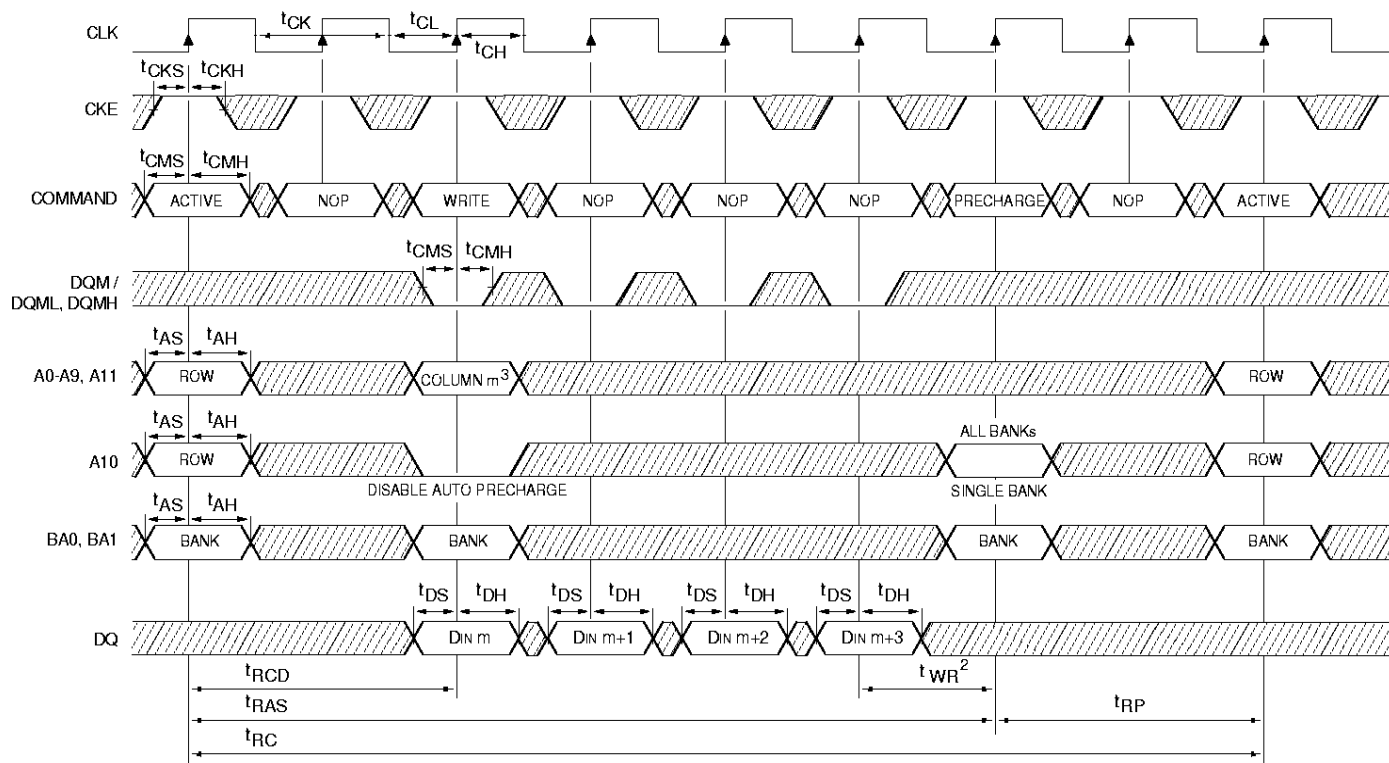 CLK
tCK
tCL
tCH
tCKS
tCKH
CKE
tCMS
tCMH
COMMAND
ACTIVE
NOP
WRITE
NOP
NOP
NOP
PRECHARGE
NOP
ACTIVE
tCMS
tCMH
DQM /
DQML, DQMH
tAS
tAH
A0-A9, A11
ROW
COLUMN m3
ROW
tAS
tAH
ALL BANKs
A10
ROW
ROW
DISABLE AUTO PRECHARGE
SINGLE BANK
tAS
tAH
BA0, BA1
BANK
BANK
BANK
BANK
tDS
tDH
tDS
tDH
tDS
tDH
tDS
tDH
DQ
DIN m
DIN m+1
DIN m+2
DIN m+3
tRCD
tWR2
tRAS
tRP
tRC